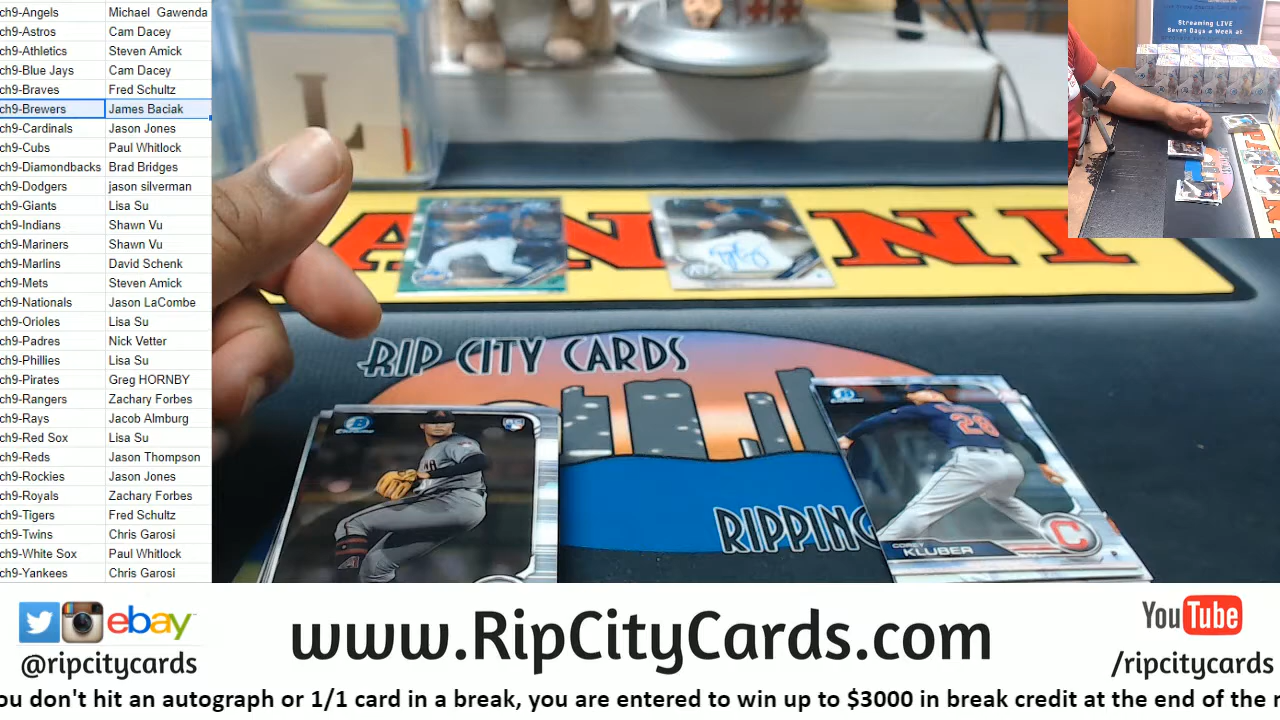 ch9-Angels Michael Gawenda
ch9-Astros Cam Dacey
ch9-Athletics Steven Amick
ch9-Blue Jays Cam Dacey
ch9-Braves Fred Schultz
ch9-Brewers James Baciak
ch9-Cardinals Jason Jones
ch9-Cubs Paul Whitlock
ch9-Diamondbacks Brad Bridges
ch9-Dodgers jason silverman
ch9-Giants Lisa Su
ch9-Indians Shawn Vu
ch9-Mariners Shawn Vu
ch9-Marlins David Schenk
ch9-Mets Steven Amick
ch9-Nationals Jason LaCombe
ch9-Orioles Lisa Su
ch9-Padres Nick Vetter
ch9-Phillies Lisa Su
ch9-Pirates Greg HORNBY
ch9-Rangers Zachary Forbes
ch9-Rays Jacob Almburg
ch9-Red Sox Lisa Su
ch9-Reds Jason Thompson
ch9-Rockies Jason Jones
ch9-Royals Zachary Forbes
ch9-Tigers Fred Schultz
ch9-Twins Chris Garosi
ch9-White Sox Paul Whitlock
ch9-Yankees Chris Garosi
L
Streaming LIVE
Seven Days a Week at
ANINI
RIP CITY CARDS
RIPPING
28
KLUBER
C
ebay
@ripcitycards
www.RipCityCards.com
YouTube
/ripcitycards
ou don't hit an autograph or 1/1 card in a break, you are entered to win up to $3000 in break credit at the end of the